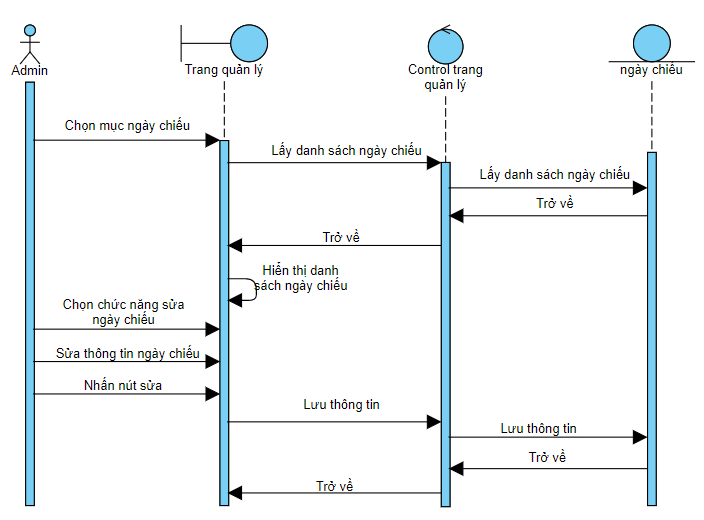 Admin
Trang quản lý
Control trang
quản lý
ngày chiếu
Chọn mục ngày chiếu
Lấy danh sách ngày chiếu
Lấy danh sách ngày chiếu
Trở về
Trở về
Hiển thị danh
sách ngày chiếu
Chọn chức năng sửa
ngày chiếu
Sửa thông tin ngày chiếu
Nhấn nút sửa
Lưu thông tin
Lưu thông tin
Trở về
Trở về